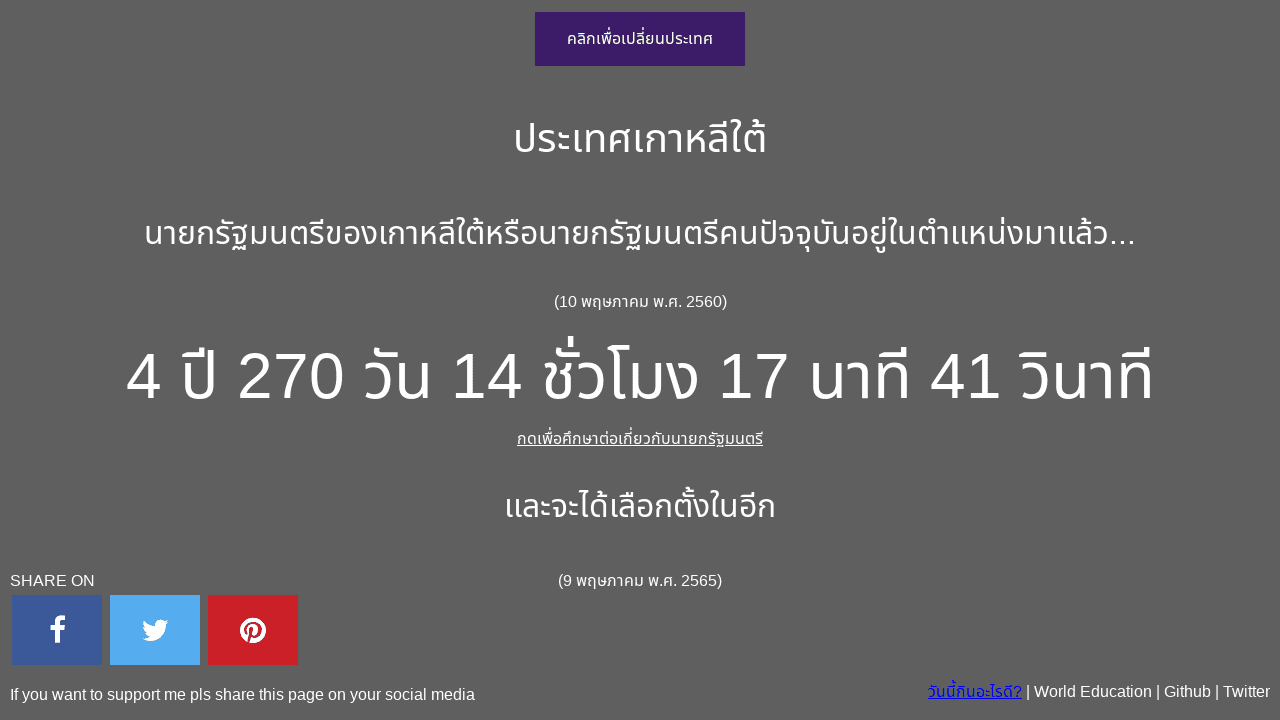 คลิกเพื่อเปลี่ยนประเทศ
ประเทศเกาหลีใต้
นายกรัฐมนตรีของเกาหลีใต้หรือนายกรัฐมนตรีคนปัจจุบันอยู่ในตำแหน่งมาแล้ว...
(10 พฤษภาคม พ.ศ. 2560)
4 ปี 270 วัน 14 ชั่วโมง 17 นาที 41 วินาที
กดเพื่อศึกษาต่อเกี่ยวกับนายกรัฐมนตรี
และจะได้เลือกตั้งในอีก
(9 พฤษภาคม พ.ศ. 2565)
SHARE ON
If you want to support me pls share this page on your social media
วันนี้กินอะไรดี? | World Education | Github | Twitter